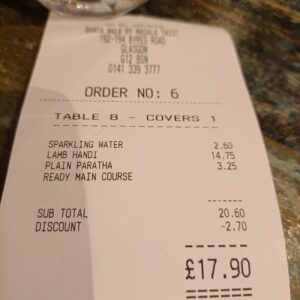 BANTA WALA BY MASALA TWIST
192-194 BYRES ROAD
GLASGOW
G12 8SN
0141 339 3777
ORDER NO: 6
TABLE 8 - COVERS 1
SPARKLING WATER 2.60
LAMB HANDI 14.75
PLAIN PARATHA 3.25
READY MAIN COURSE
SUB TOTAL 20.60
DISCOUNT -2.70
£17.90